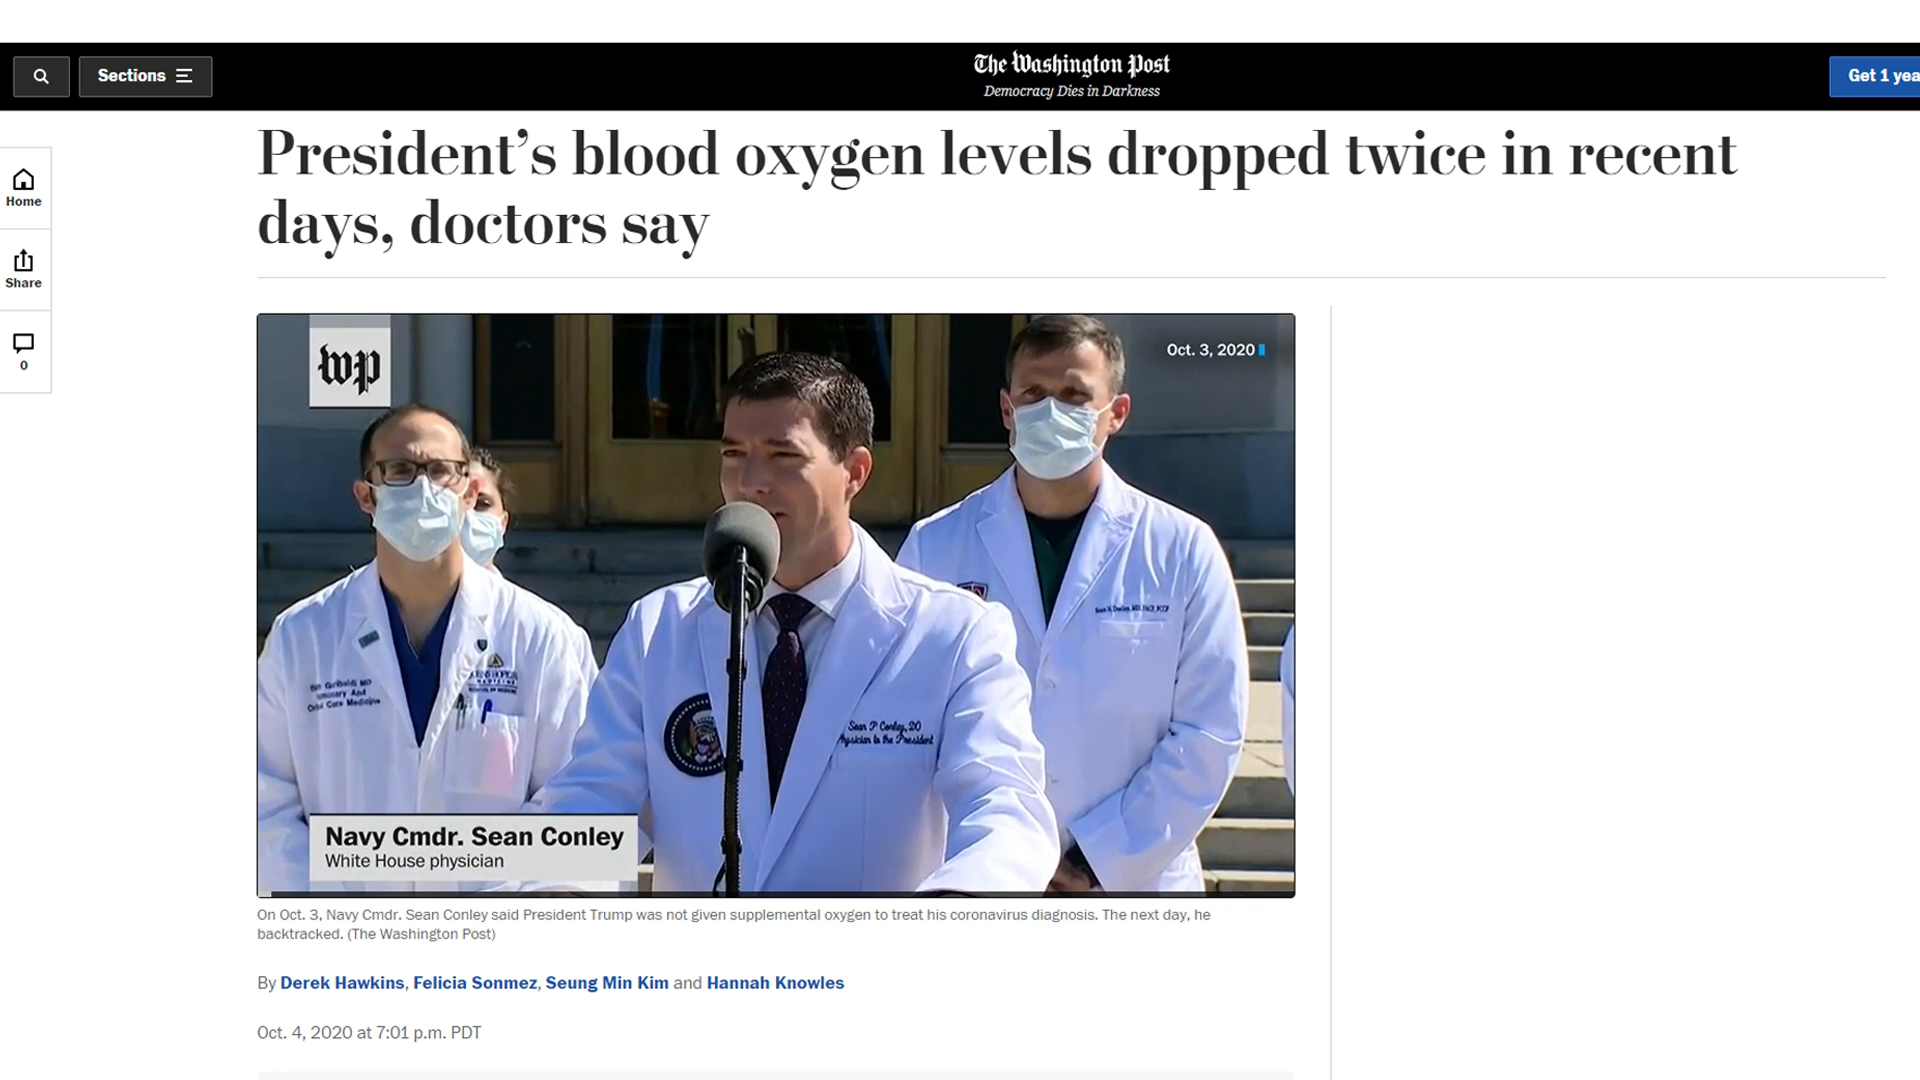 Sections
The Washington Post
Democracy Dies in Darkness
Get 1 yea
Home
Share
0
President's blood oxygen levels dropped twice in recent
days, doctors say
wp
Oct. 3, 2020
MD
And
Care Medicine
Sean P Conley, DO
Physician to the President
Navy Cmdr. Sean Conley
White House physician
On Oct. 3, Navy Cmdr. Sean Conley said President Trump was not given supplemental oxygen to treat his coronavirus diagnosis. The next day, he
backtracked. (The Washington Post)
By Derek Hawkins, Felicia Sonmez, Seung Min Kim and Hannah Knowles
Oct. 4, 2020 at 7:01 p.m. PDT